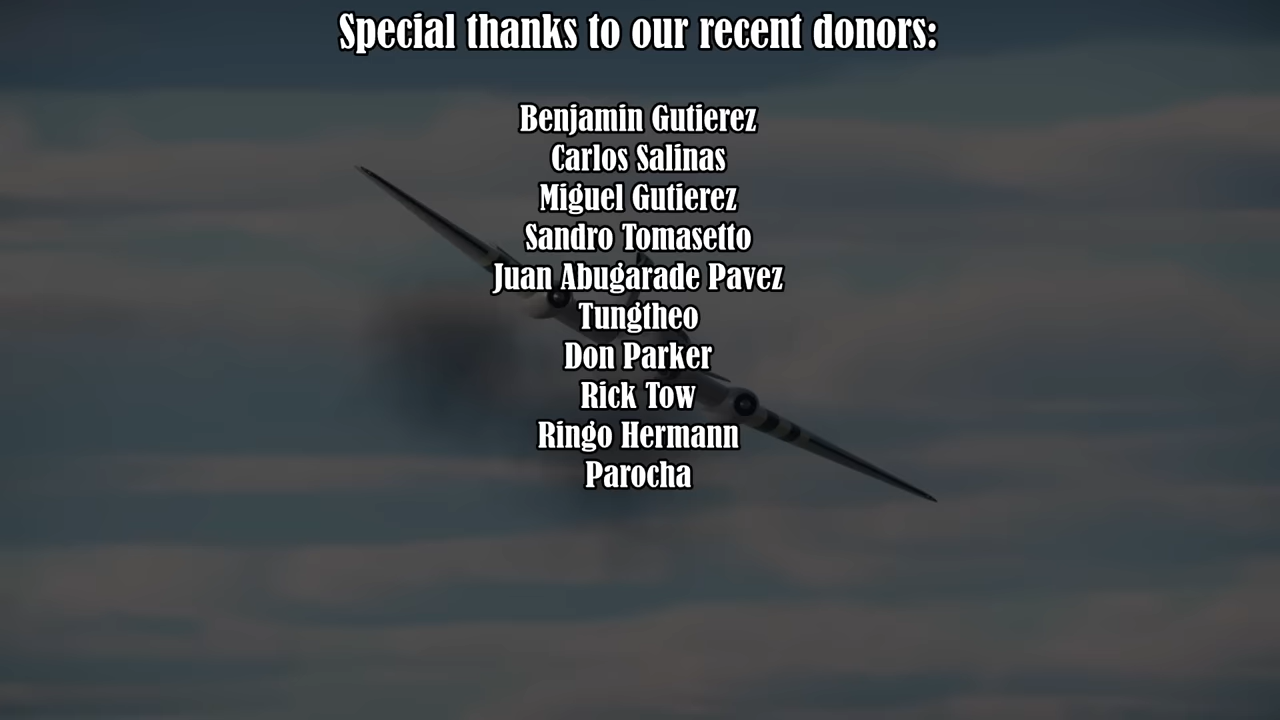 Special thanks to our recent donors:
Benjamin Gutierez
Carlos Salinas
Miguel Gutierez
Sandro Tomasetto
Juan Abugarade Pavez
Tungtheo
Don Parker
Rick Tow
Ringo Hermann
Parocha